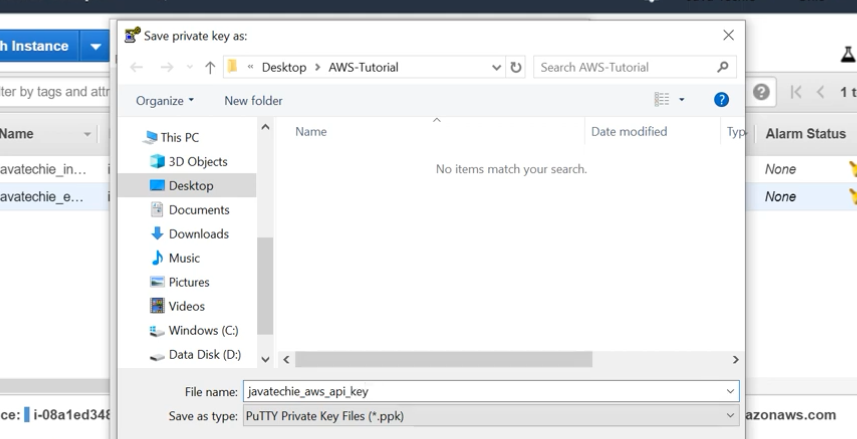 Save private key as:
h Instance
« Desktop > AWS-Tutorial
Search AWS-Tutorial
Organize
New folder
lter by tags and attr
1 t
This PC
3D Objects
Desktop
Documents
Downloads
Music
Pictures
Videos
Windows (C:)
Data Disk (D:)
Name
Date modified
Typ
No items match your search.
Name
Alarm Status
avatechie_in... i
None
avatechie_e... i
None
File name: javatechie_aws_api_key
Save as type: PuTTY Private Key Files (*.ppk)
ce: i-08a1ed348
azonaws.com